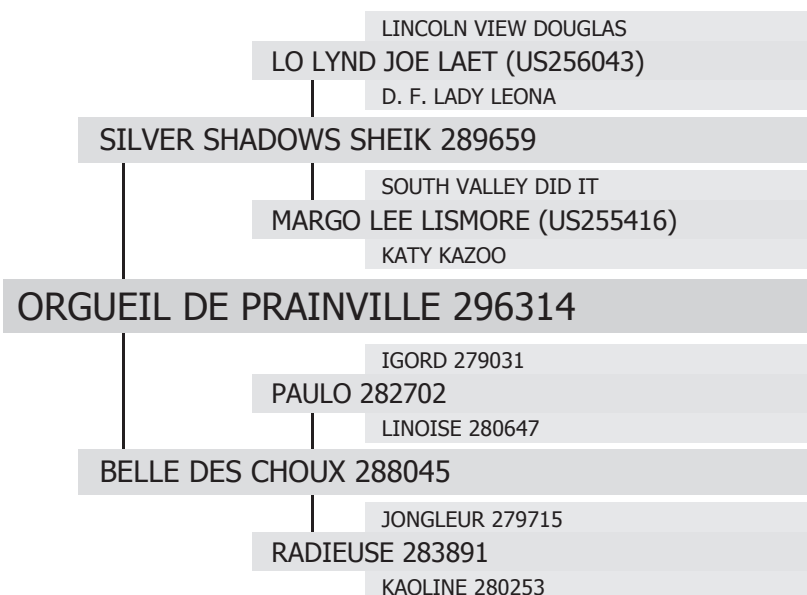 LINCOLN VIEW DOUGLAS
LO LYND JOE LAET (US256043)
D. F. LADY LEONA
SILVER SHADOWS SHEIK 289659
SOUTH VALLEY DID IT
MARGO LEE LISMORE (US255416)
KATY KAZOO
ORGUEIL DE PRAINVILLE 296314
IGORD 279031
PAULO 282702
LINOISE 280647
BELLE DES CHOUX 288045
JONGLEUR 279715
RADIEUSE 283891
KAOLINE 280253